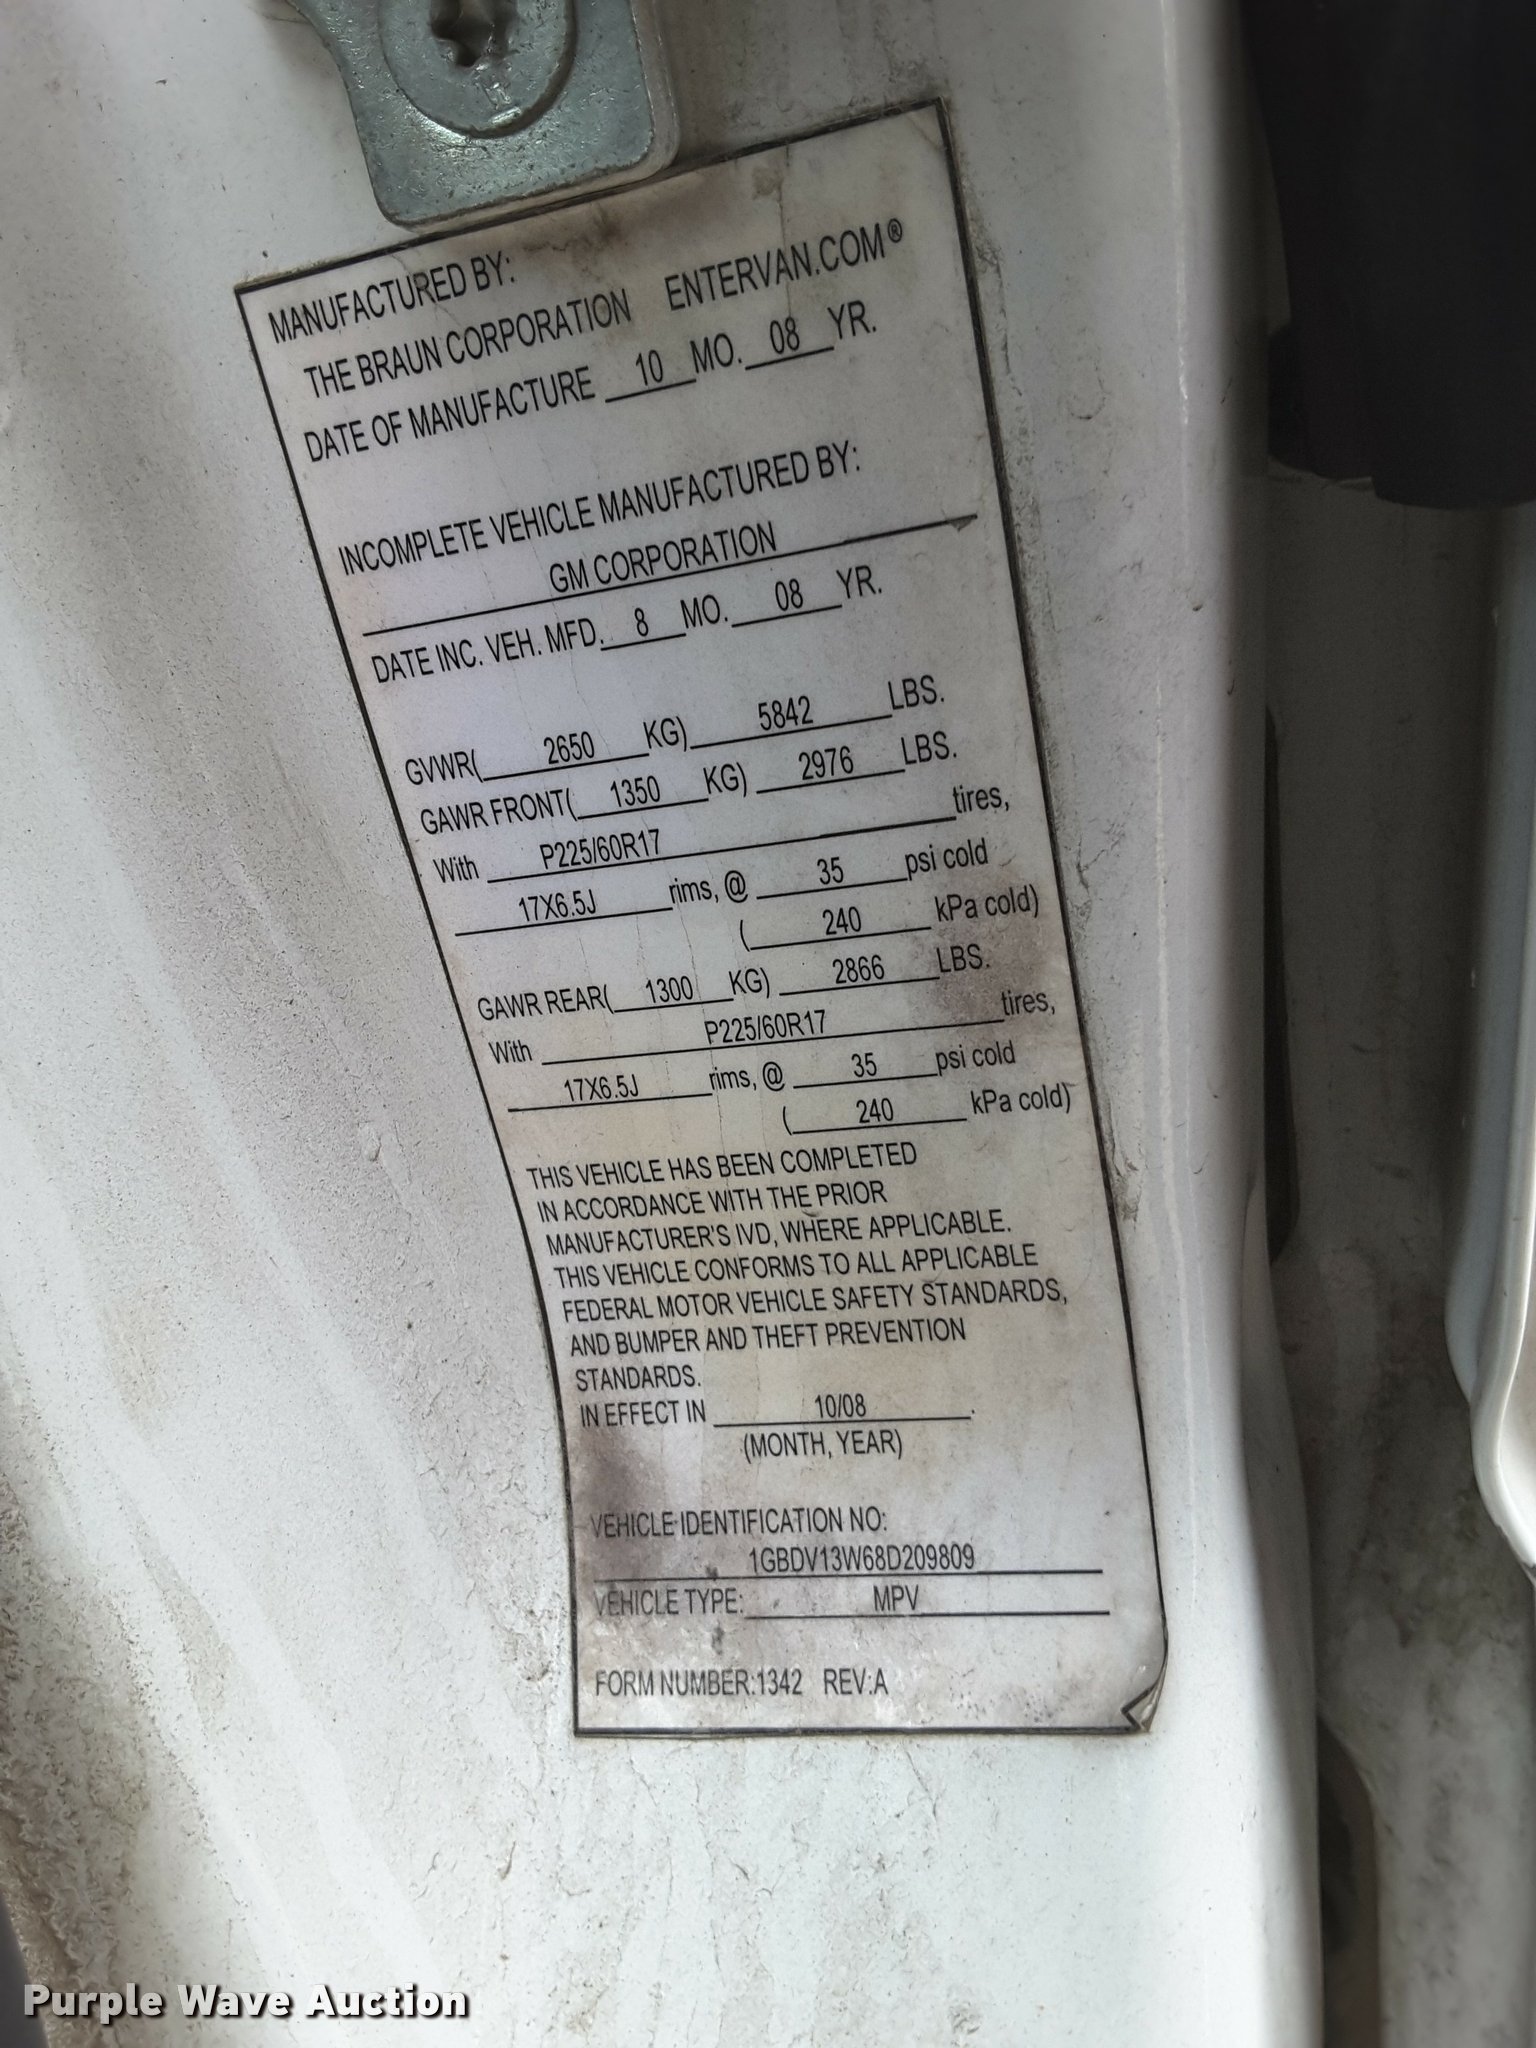 MANUFACTURED BY:
THE BRAUN CORPORATION ENTERVAN.COM®
DATE OF MANUFACTURE 10 MO. 08 YR.
INCOMPLETE VEHICLE MANUFACTURED BY:
GM CORPORATION
DATE INC. VEH. MFD. 8 MO. 08 YR.
GVWR( 2650 KG) 5842 LBS.
GAWR FRONT( 1350 KG) 2976 LBS.
With P225/60R17 tires,
17X6.5J rims, @ 35 psi cold
( 240 kPa cold)
GAWR REAR( 1300 KG) 2866 LBS.
With P225/60R17 tires,
17X6.5J rims, @ 35 psi cold
( 240 kPa cold)
THIS VEHICLE HAS BEEN COMPLETED
IN ACCORDANCE WITH THE PRIOR
MANUFACTURER'S IVD, WHERE APPLICABLE.
THIS VEHICLE CONFORMS TO ALL APPLICABLE
FEDERAL MOTOR VEHICLE SAFETY STANDARDS,
AND BUMPER AND THEFT PREVENTION
STANDARDS.
IN EFFECT IN 10/08.
(MONTH, YEAR)
VEHICLE IDENTIFICATION NO:
1GBDV13W68D209809
VEHICLE TYPE: MPV
FORM NUMBER:1342 REV:A
Purple Wave Auction